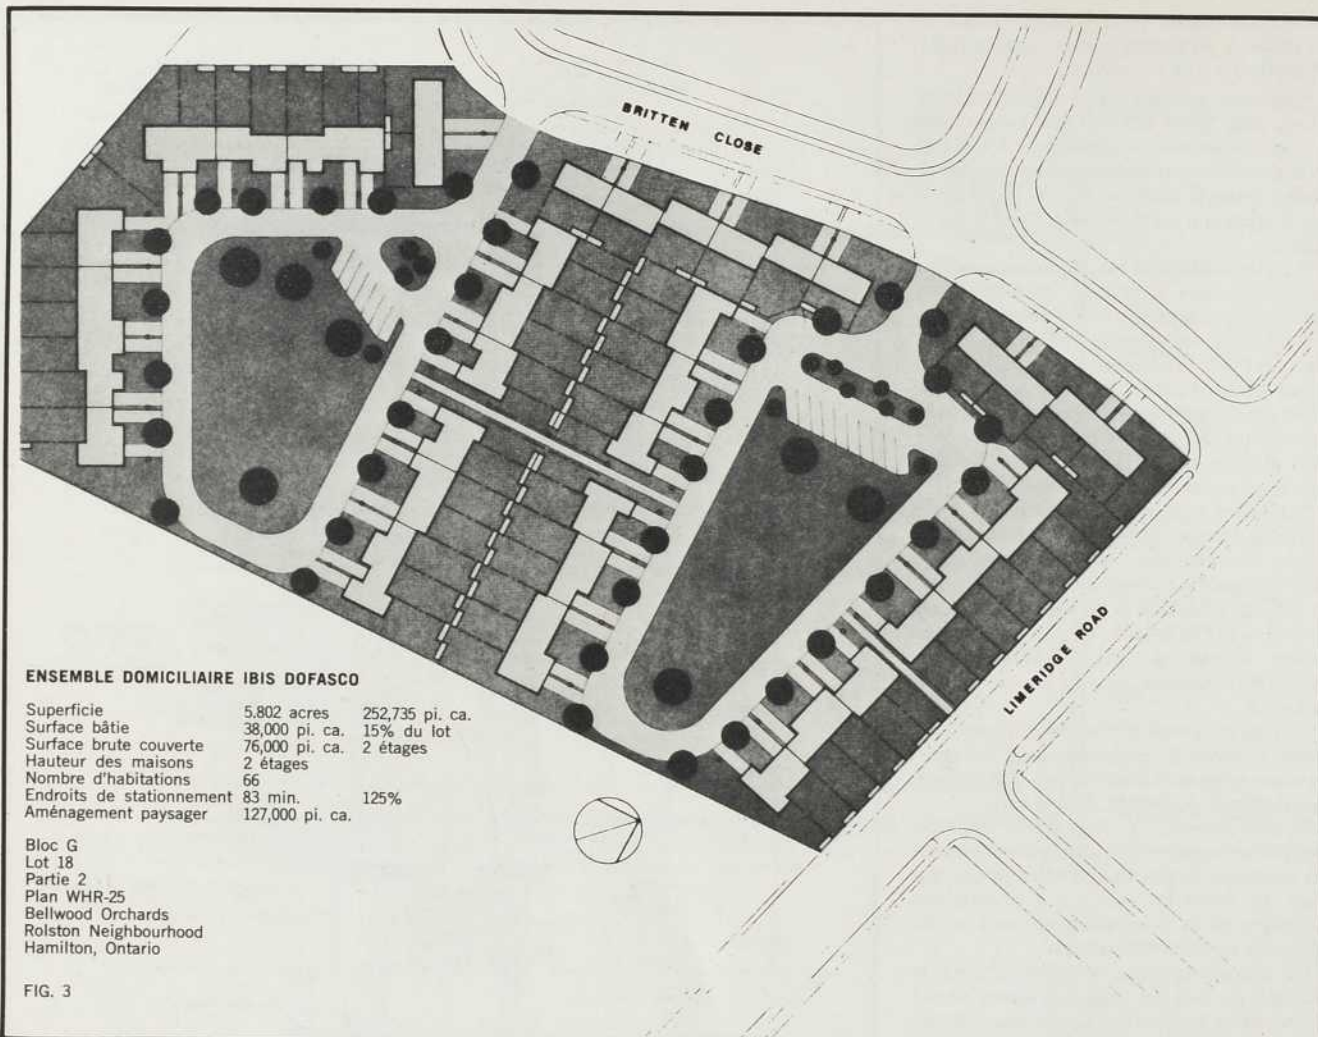 BRITTEN CLOSE
LIMERIDGE ROAD
ENSEMBLE DOMICILIAIRE IBIS DOFASCO
Superficie 5.802 acres 252,735 pi. ca.
Surface bâtie 38,000 pi. ca. 15% du lot
Surface brute couverte 76,000 pi. ca. 2 étages
Hauteur des maisons 2 étages
Nombre d'habitations 66
Endroits de stationnement 83 min. 125%
Aménagement paysager 127,000 pi. ca.
Bloc G
Lot 18
Partie 2
Plan WHR-25
Bellwood Orchards
Rolston Neighbourhood
Hamilton, Ontario
FIG. 3